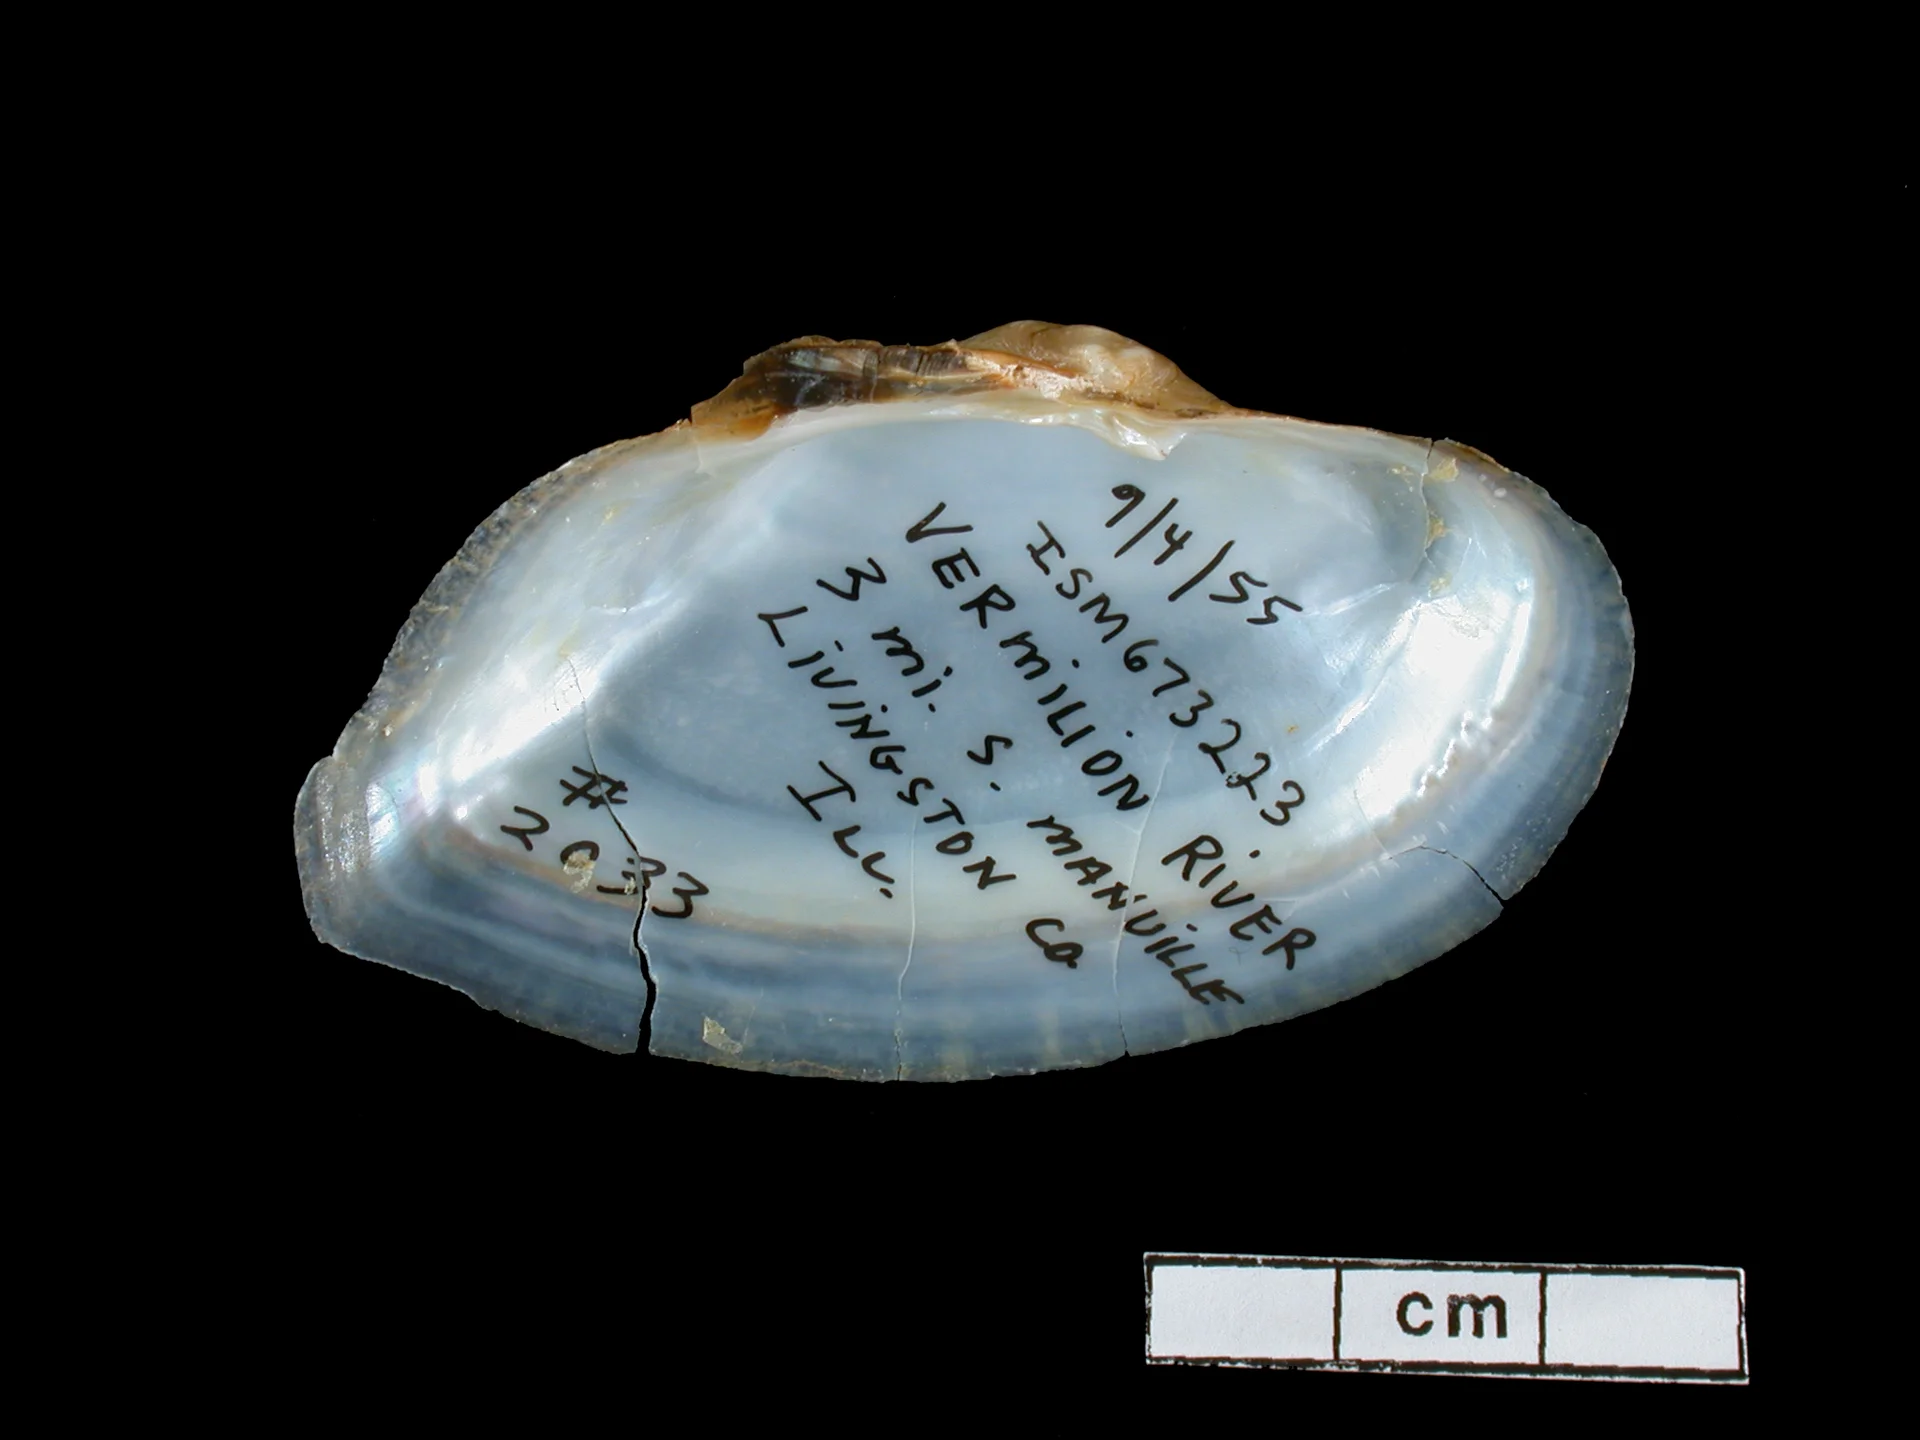 9/4/55
ISM673223
VERMILION RIVER
3 mi. S. MANVILLE
LIVINGSTON CO
ILL.
#
2033
cm